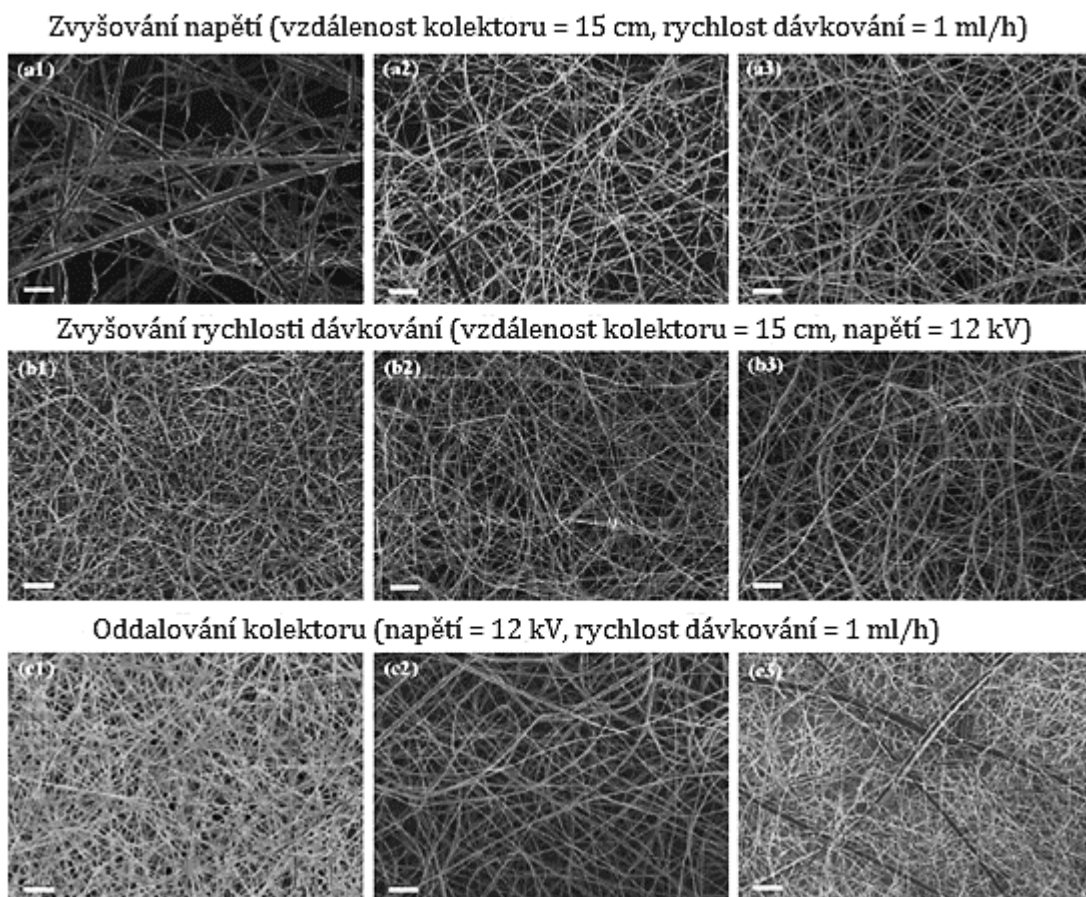 Zvyšování napětí (vzdálenost kolektoru = 15 cm, rychlost dávkování = 1 ml/h)
(a1) (a2) (a3)
Zvyšování rychlosti dávkování (vzdálenost kolektoru = 15 cm, napětí = 12 kV)
(b1) (b2) (b3)
Oddalování kolektoru (napětí = 12 kV, rychlost dávkování = 1 ml/h)
(c1) (c2) (c3)